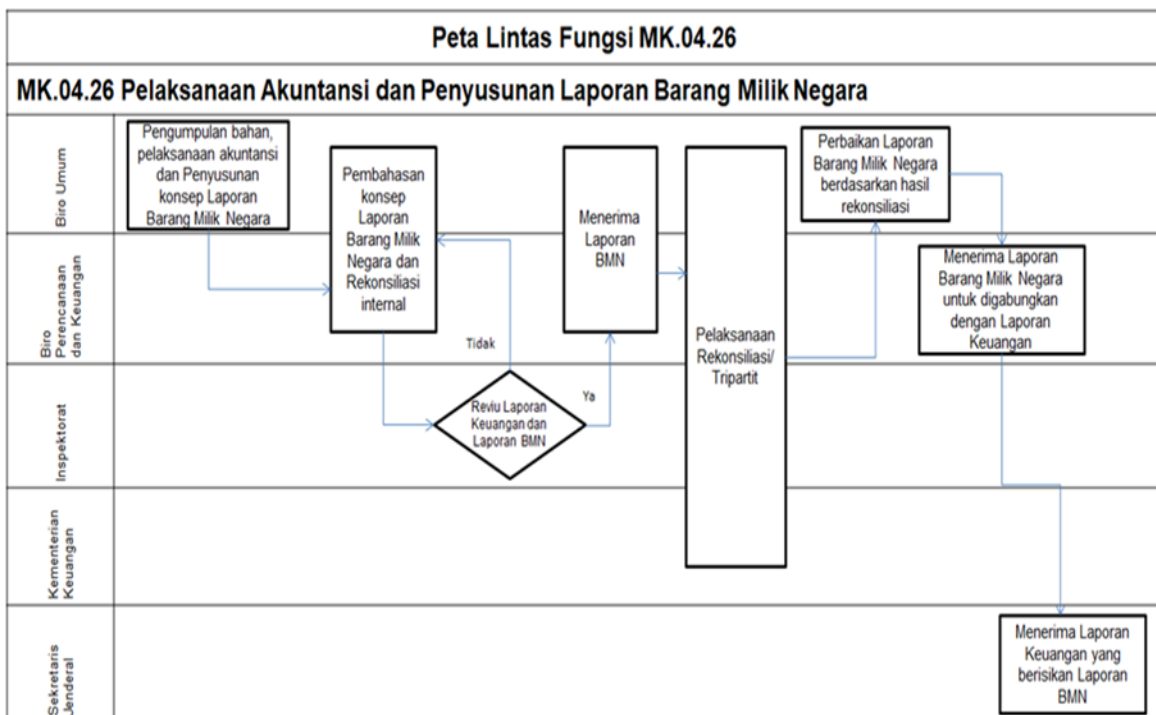 Peta Lintas Fungsi MK.04.26
MK.04.26 Pelaksanaan Akuntansi dan Penyusunan Laporan Barang Milik Negara
Biro Umum
Pengumpulan bahan,
pelaksanaan akuntansi
dan Penyusunan
konsep Laporan
Barang Milik Negara
Pembahasan
konsep
Laporan
Barang Milik
Negara dan
Rekonsiliasi
internal
Menerima
Laporan
BMN
Perbaikan Laporan
Barang Milik Negara
berdasarkan hasil
rekonsiliasi
Biro
Perencanaan
dan Keuangan
Tidak
Pelaksanaan
Rekonsiliasi/
Tripartit
Menerima Laporan
Barang Milik Negara
untuk digabungkan
dengan Laporan
Keuangan
Inspektorat
Reviu Laporan
Keuangan dan
Laporan BMN
Ya
Kementerian
Keuangan
Sekretaris
Jenderal
Menerima Laporan
Keuangan yang
berisikan Laporan
BMN